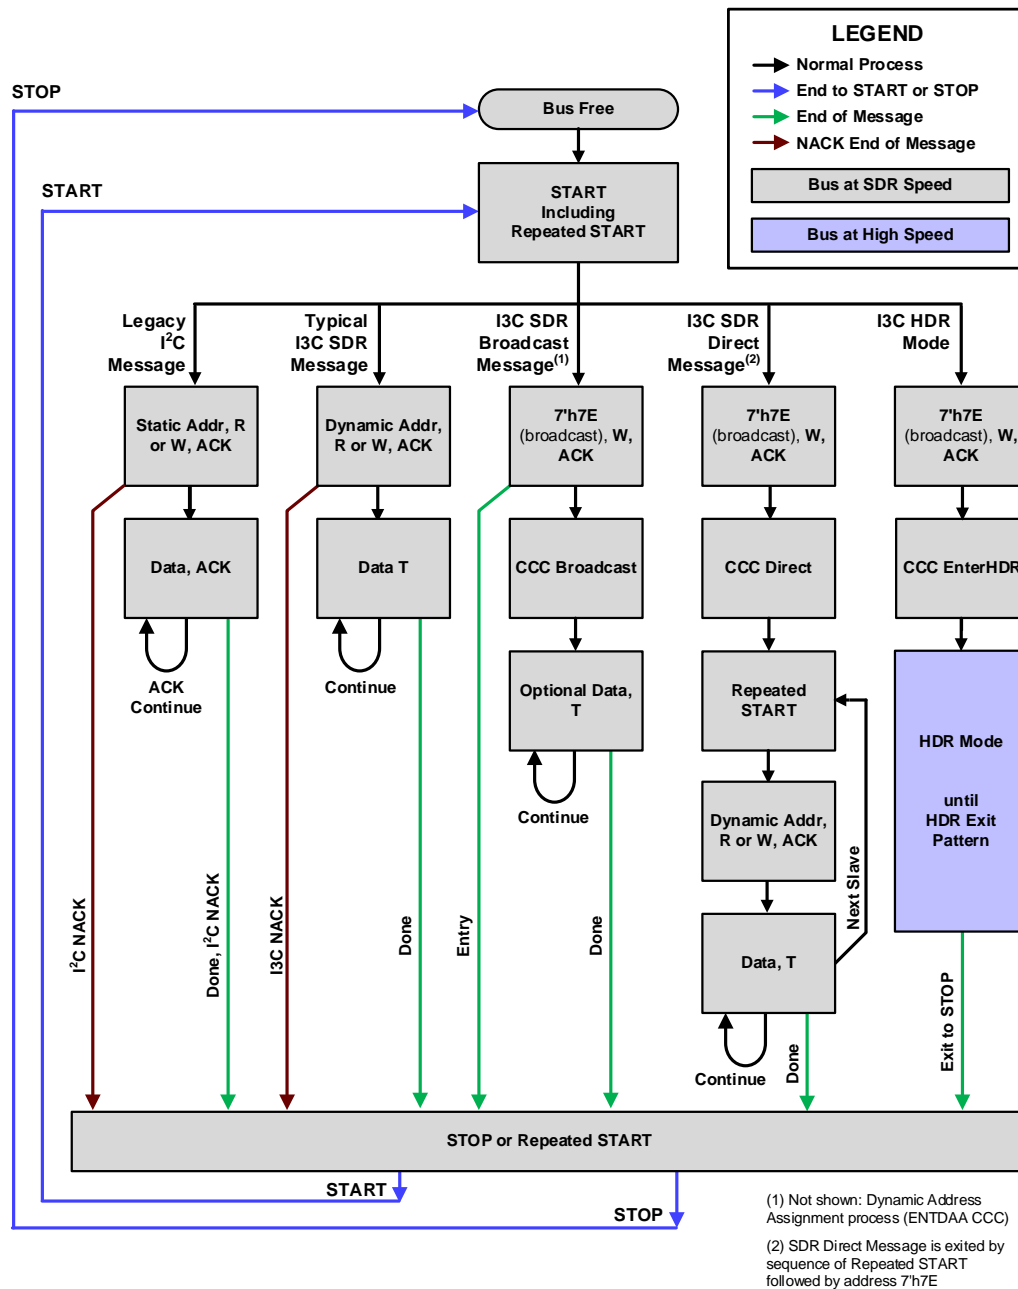 LEGEND
Normal Process
End to START or STOP
End of Message
NACK End of Message
Bus at SDR Speed
Bus at High Speed
STOP
Bus Free
START
START
Including
Repeated START
Legacy
I²C
Message
Typical
I3C SDR
Message
I3C SDR
Broadcast
Message(1)
I3C SDR
Direct
Message(2)
I3C HDR
Mode
Static Addr, R
or W, ACK
Dynamic Addr,
R or W, ACK
7'h7E
(broadcast), W,
ACK
7'h7E
(broadcast), W,
ACK
7'h7E
(broadcast), W,
ACK
Data, ACK
Data T
CCC Broadcast
CCC Direct
CCC EnterHDR
ACK
Continue
Continue
Optional Data,
T
Repeated
START
HDR Mode
until
HDR Exit
Pattern
Continue
Dynamic Addr,
R or W, ACK
Next Slave
Data, T
Continue
I²C NACK
Done, I²C NACK
I3C NACK
Done
Entry
Done
Done
Exit to STOP
STOP or Repeated START
START
STOP
(1) Not shown: Dynamic Address
Assignment process (ENTDAA CCC)
(2) SDR Direct Message is exited by
sequence of Repeated START
followed by address 7'h7E